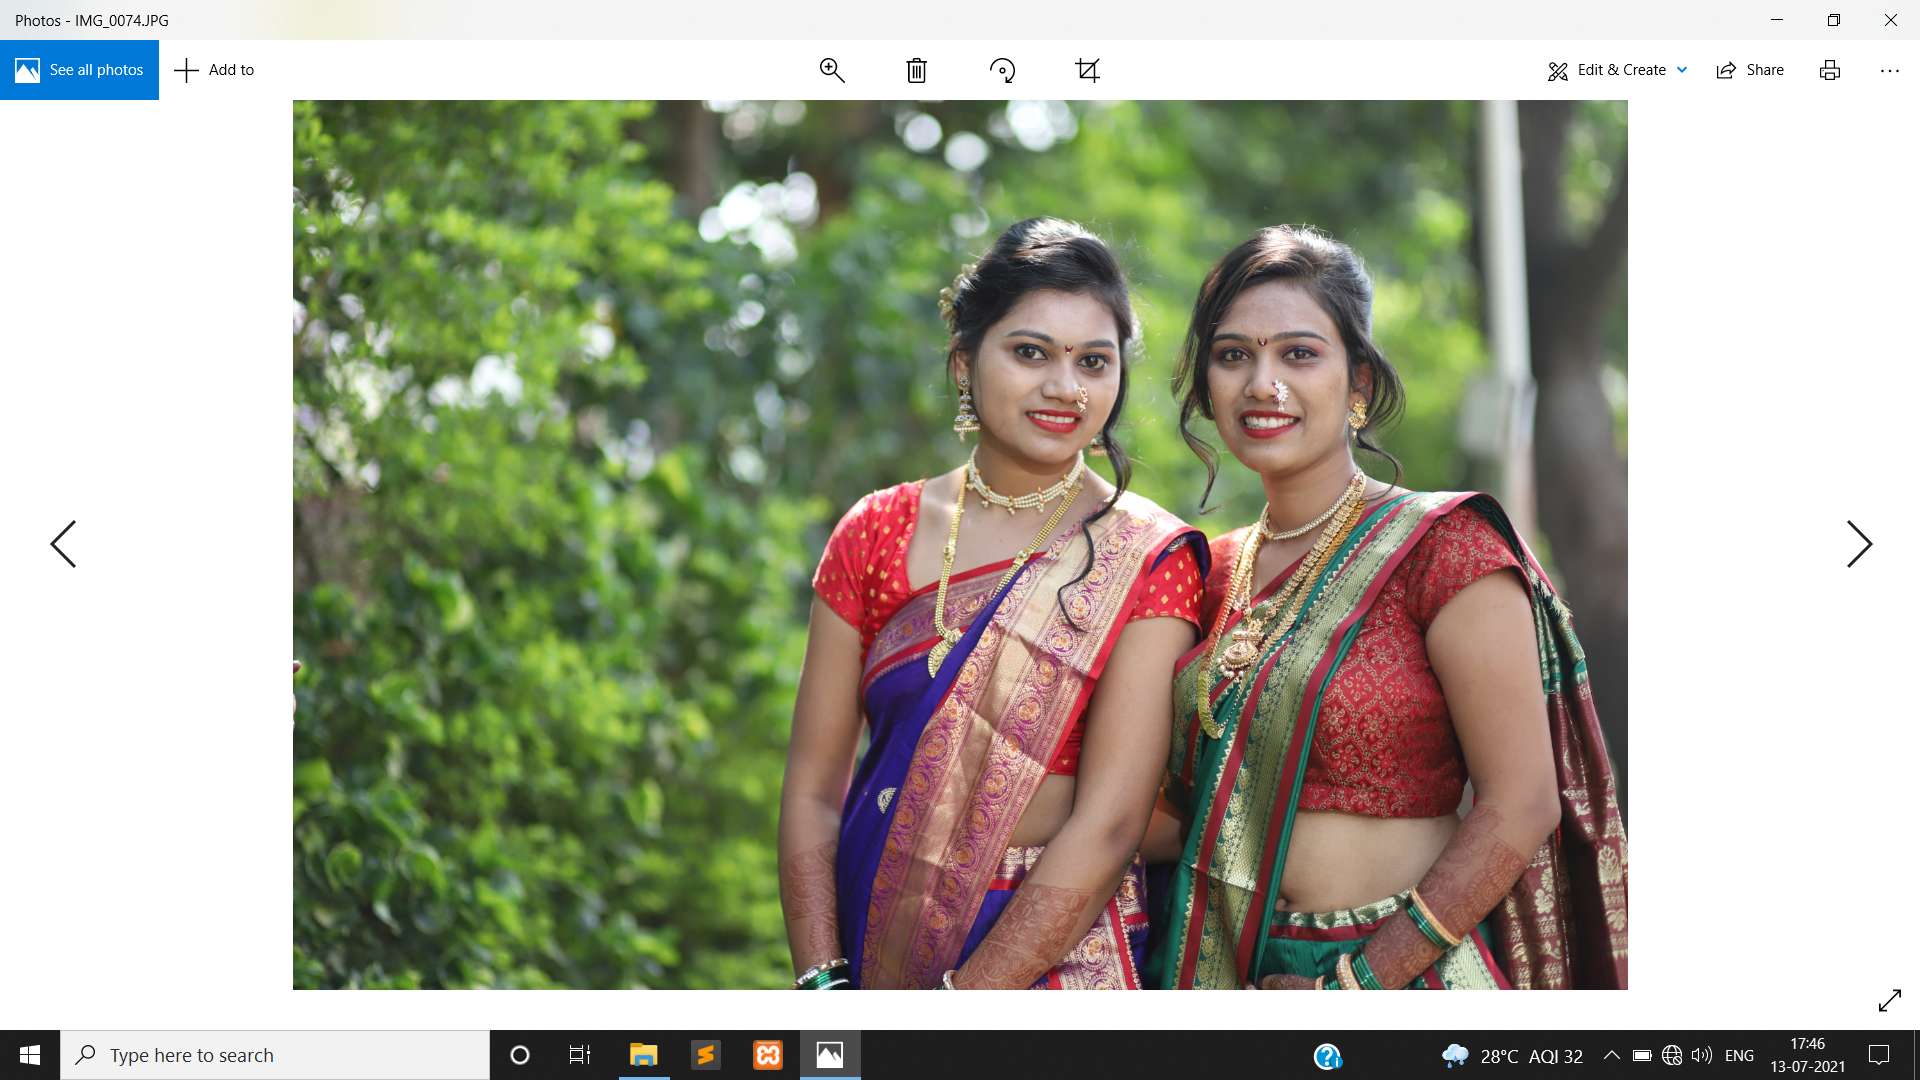 Photos - IMG_0074.JPG
See all photos
Add to
Edit & Create
Share
Type here to search
28°C AQI 32
ENG
17:46
13-07-2021